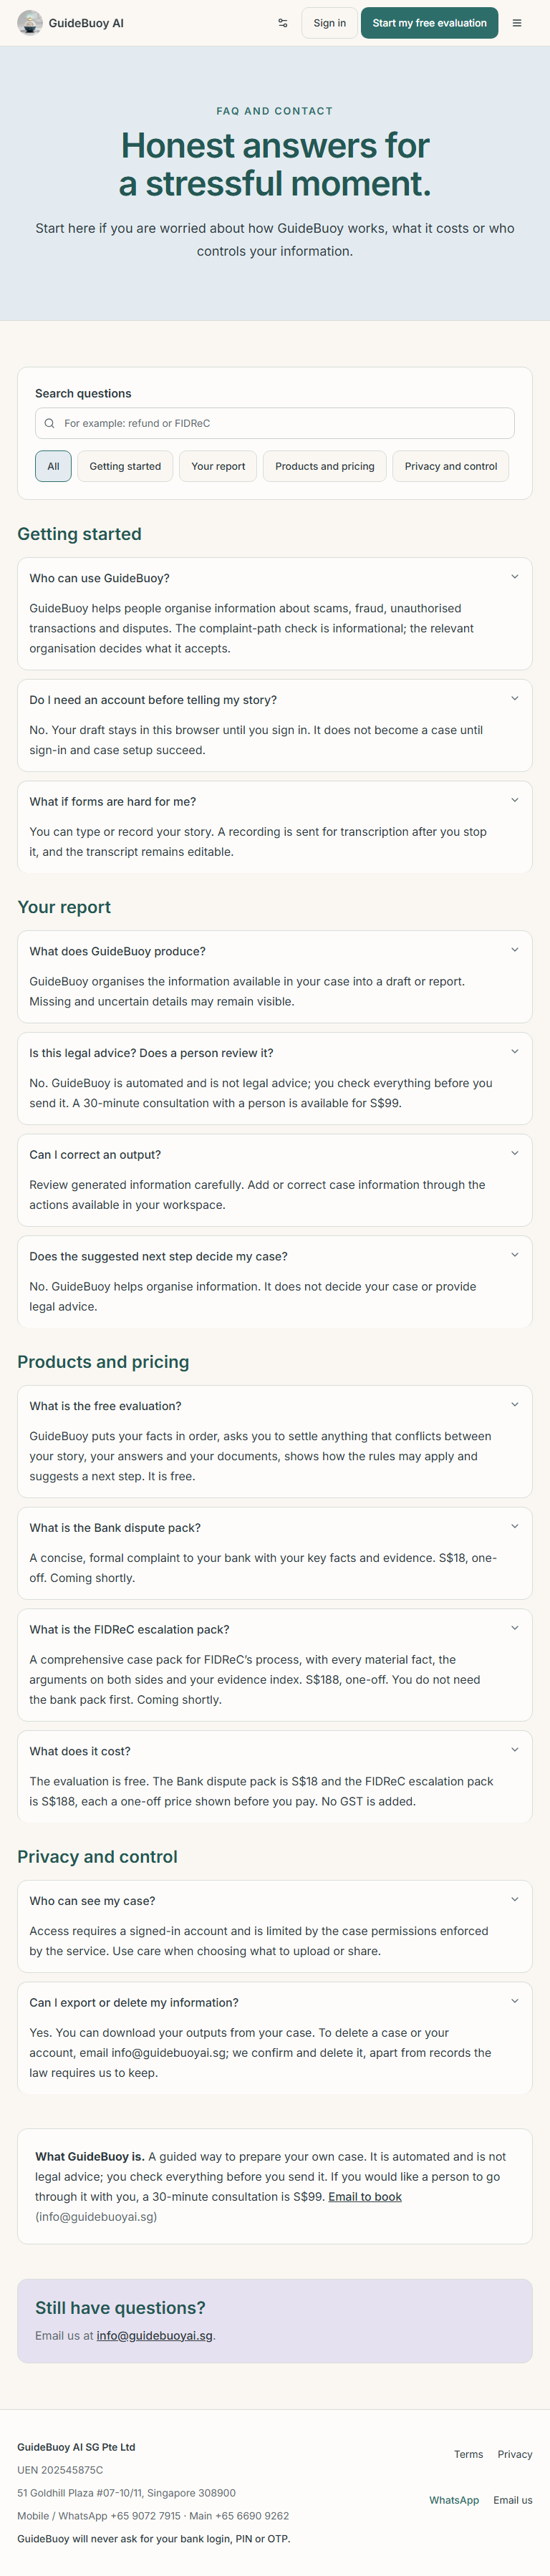 GuideBuoy AI
Sign in
Start my free evaluation
FAQ AND CONTACT
Honest answers for
a stressful moment.
Start here if you are worried about how GuideBuoy works, what it costs or who
controls your information.
Search questions
For example: refund or FIDReC
All
Getting started
Your report
Products and pricing
Privacy and control
Getting started
Who can use GuideBuoy?
GuideBuoy helps people organise information about scams, fraud, unauthorised
transactions and disputes. The complaint-path check is informational; the relevant
organisation decides what it accepts.
Do I need an account before telling my story?
No. Your draft stays in this browser until you sign in. It does not become a case until
sign-in and case setup succeed.
What if forms are hard for me?
You can type or record your story. A recording is sent for transcription after you stop
it, and the transcript remains editable.
Your report
What does GuideBuoy produce?
GuideBuoy organises the information available in your case into a draft or report.
Missing and uncertain details may remain visible.
Is this legal advice? Does a person review it?
No. GuideBuoy is automated and is not legal advice; you check everything before you
send it. A 30-minute consultation with a person is available for S$99.
Can I correct an output?
Review generated information carefully. Add or correct case information through the
actions available in your workspace.
Does the suggested next step decide my case?
No. GuideBuoy helps organise information. It does not decide your case or provide
legal advice.
Products and pricing
What is the free evaluation?
GuideBuoy puts your facts in order, asks you to settle anything that conflicts between
your story, your answers and your documents, shows how the rules may apply and
suggests a next step. It is free.
What is the Bank dispute pack?
A concise, formal complaint to your bank with your key facts and evidence. S$18, one-
off. Coming shortly.
What is the FIDReC escalation pack?
A comprehensive case pack for FIDReC’s process, with every material fact, the
arguments on both sides and your evidence index. S$188, one-off. You do not need
the bank pack first. Coming shortly.
What does it cost?
The evaluation is free. The Bank dispute pack is S$18 and the FIDReC escalation pack
is S$188, each a one-off price shown before you pay. No GST is added.
Privacy and control
Who can see my case?
Access requires a signed-in account and is limited by the case permissions enforced
by the service. Use care when choosing what to upload or share.
Can I export or delete my information?
Yes. You can download your outputs from your case. To delete a case or your
account, email info@guidebuoyai.sg; we confirm and delete it, apart from records the
law requires us to keep.
What GuideBuoy is. A guided way to prepare your own case. It is automated and is not
legal advice; you check everything before you send it. If you would like a person to go
through it with you, a 30-minute consultation is S$99. Email to book
(info@guidebuoyai.sg)
Still have questions?
Email us at info@guidebuoyai.sg.
GuideBuoy AI SG Pte Ltd
UEN 202545875C
51 Goldhill Plaza #07-10/11, Singapore 308900
Mobile / WhatsApp +65 9072 7915 · Main +65 6690 9262
GuideBuoy will never ask for your bank login, PIN or OTP.
Terms
Privacy
WhatsApp
Email us